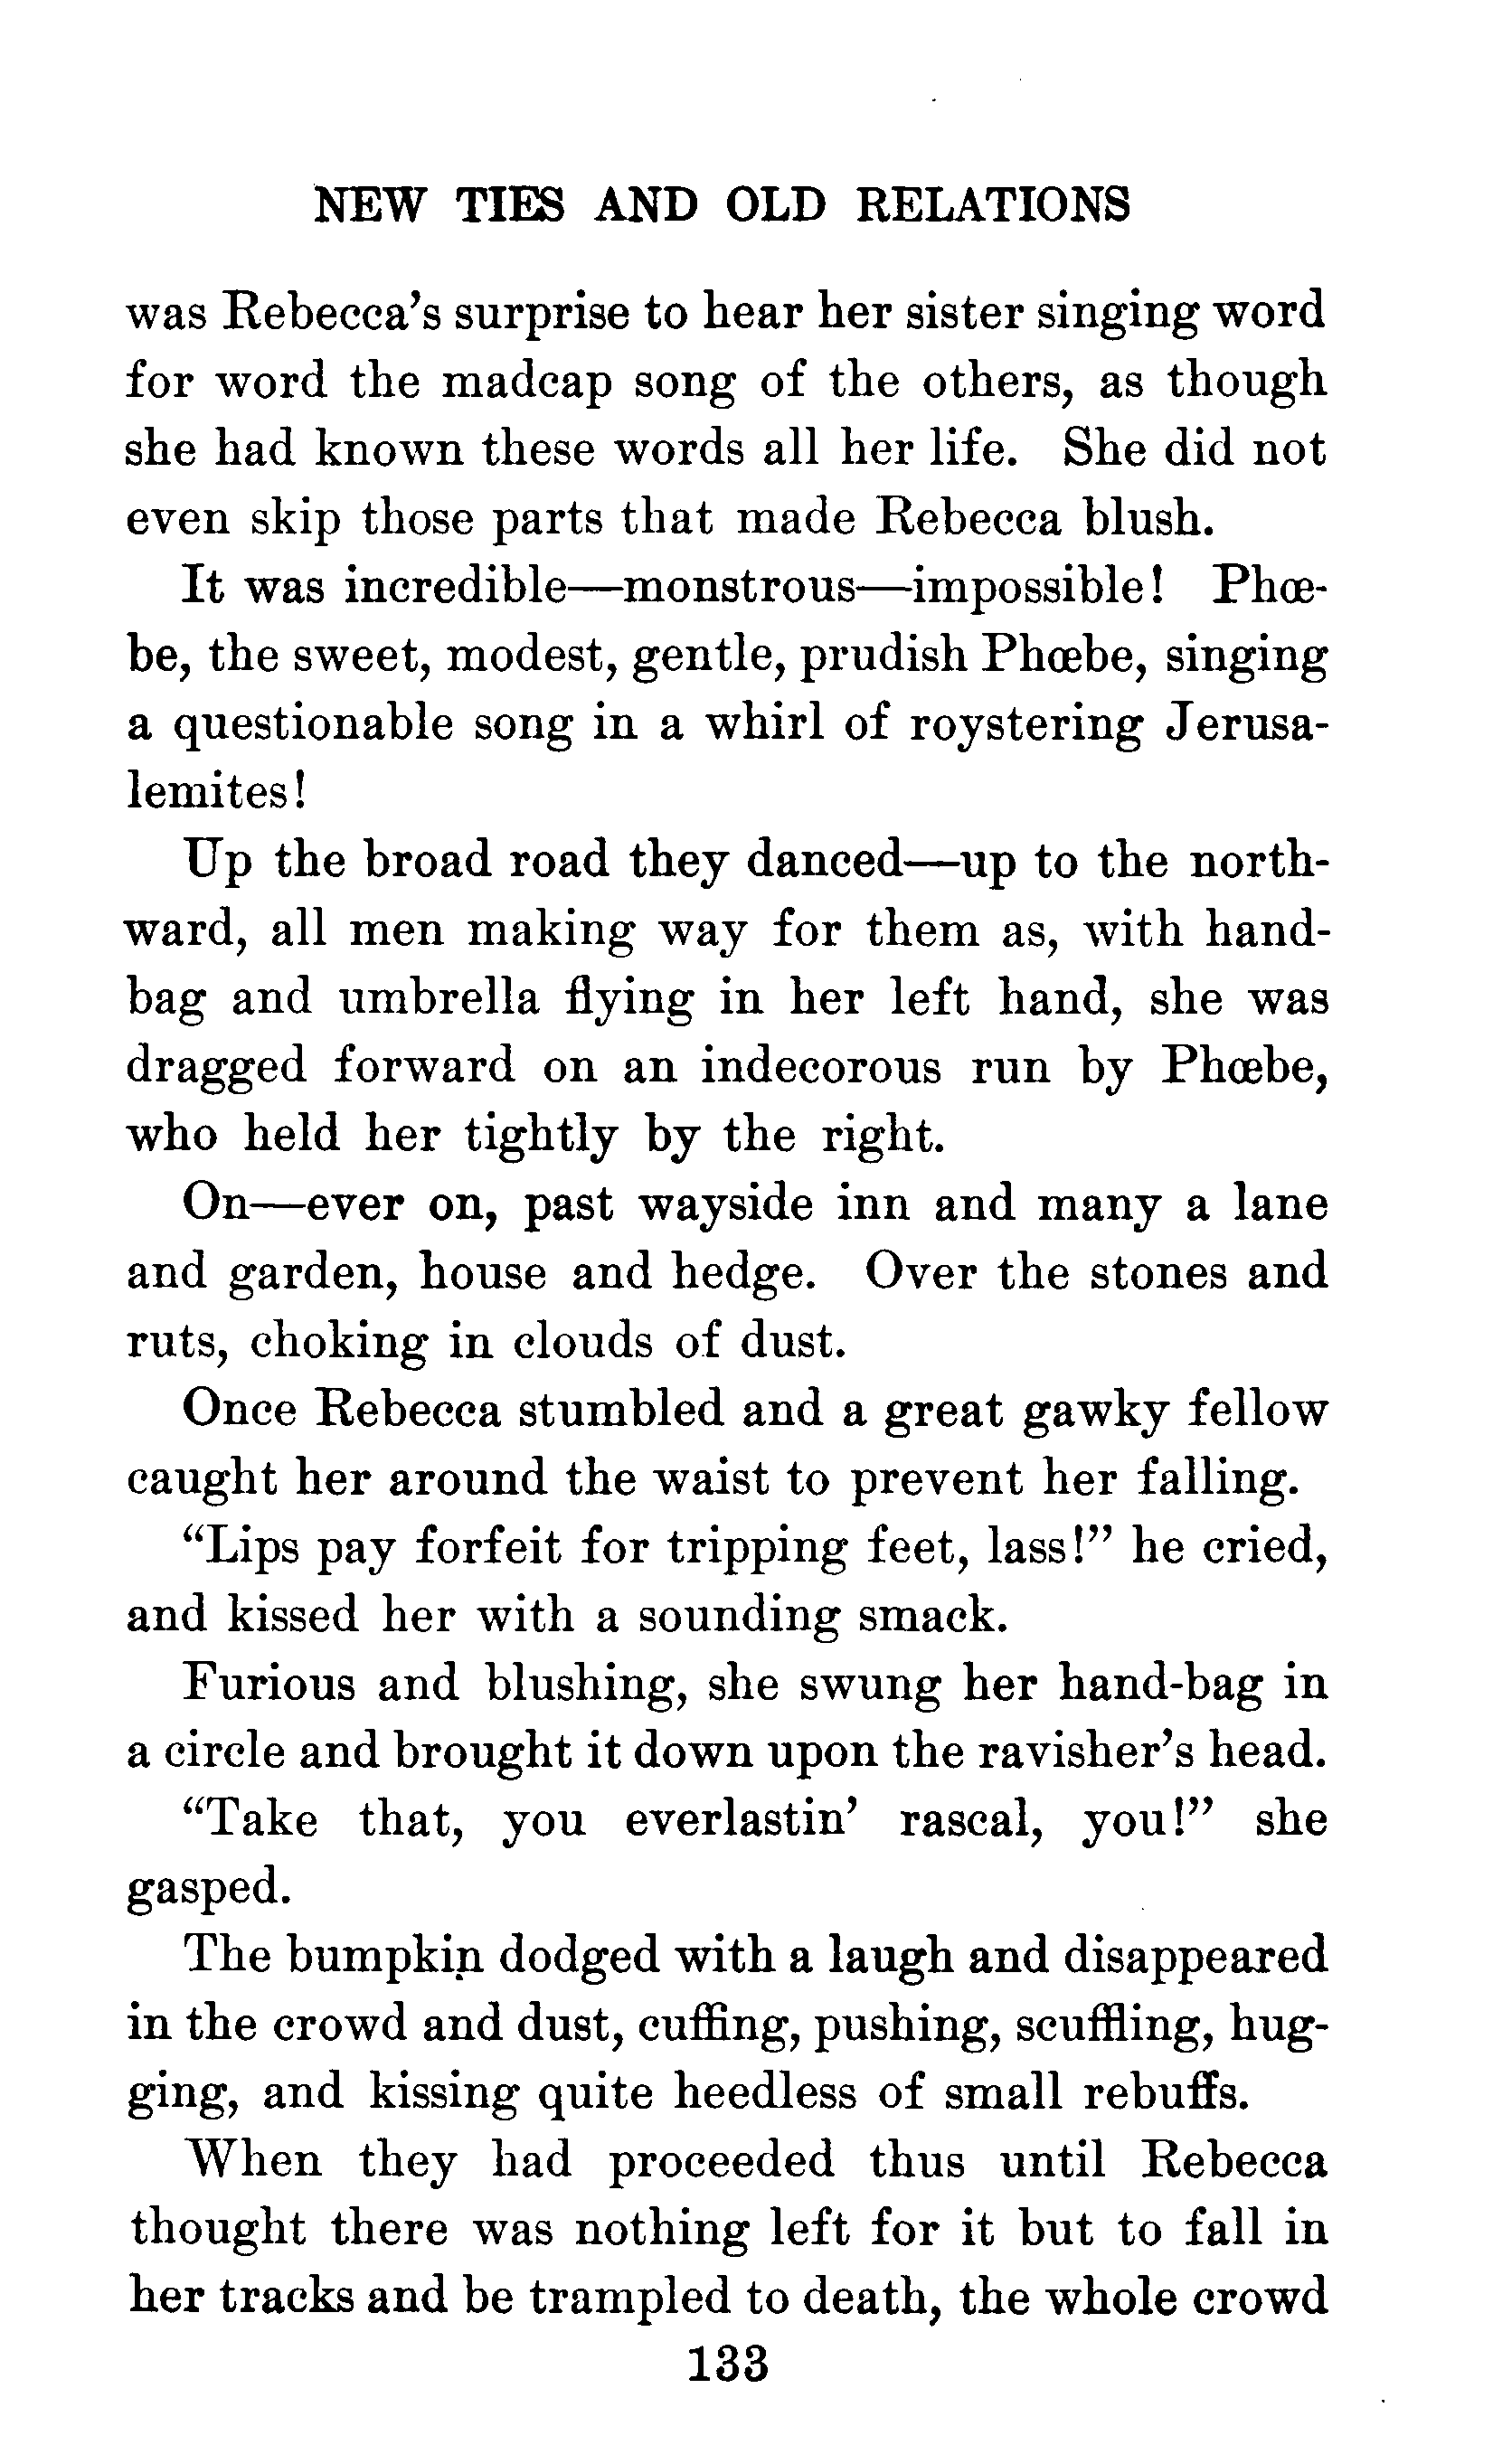 NEW TIES AND OLD RELATIONS
was Rebecca’s surprise to hear her sister singing word
for word the madcap song of the others, as though
she had known these words all her life. She did not
even skip those parts that made Rebecca blush.
It was incredible—monstrous—impossible! Phœ-
be, the sweet, modest, gentle, prudish Phœbe, singing
a questionable song in a whirl of roystering Jerusa-
lemites!
Up the broad road they danced—up to the north-
ward, all men making way for them as, with hand-
bag and umbrella flying in her left hand, she was
dragged forward on an indecorous run by Phœbe,
who held her tightly by the right.
On—ever on, past wayside inn and many a lane
and garden, house and hedge. Over the stones and
ruts, choking in clouds of dust.
Once Rebecca stumbled and a great gawky fellow
caught her around the waist to prevent her falling.
“Lips pay forfeit for tripping feet, lass!” he cried,
and kissed her with a sounding smack.
Furious and blushing, she swung her hand-bag in
a circle and brought it down upon the ravisher’s head.
“Take that, you everlastin’ rascal, you!” she
gasped.
The bumpkin dodged with a laugh and disappeared
in the crowd and dust, cuffing, pushing, scuffling, hug-
ging, and kissing quite heedless of small rebuffs.
When they had proceeded thus until Rebecca
thought there was nothing left for it but to fall in
her tracks and be trampled to death, the whole crowd
133